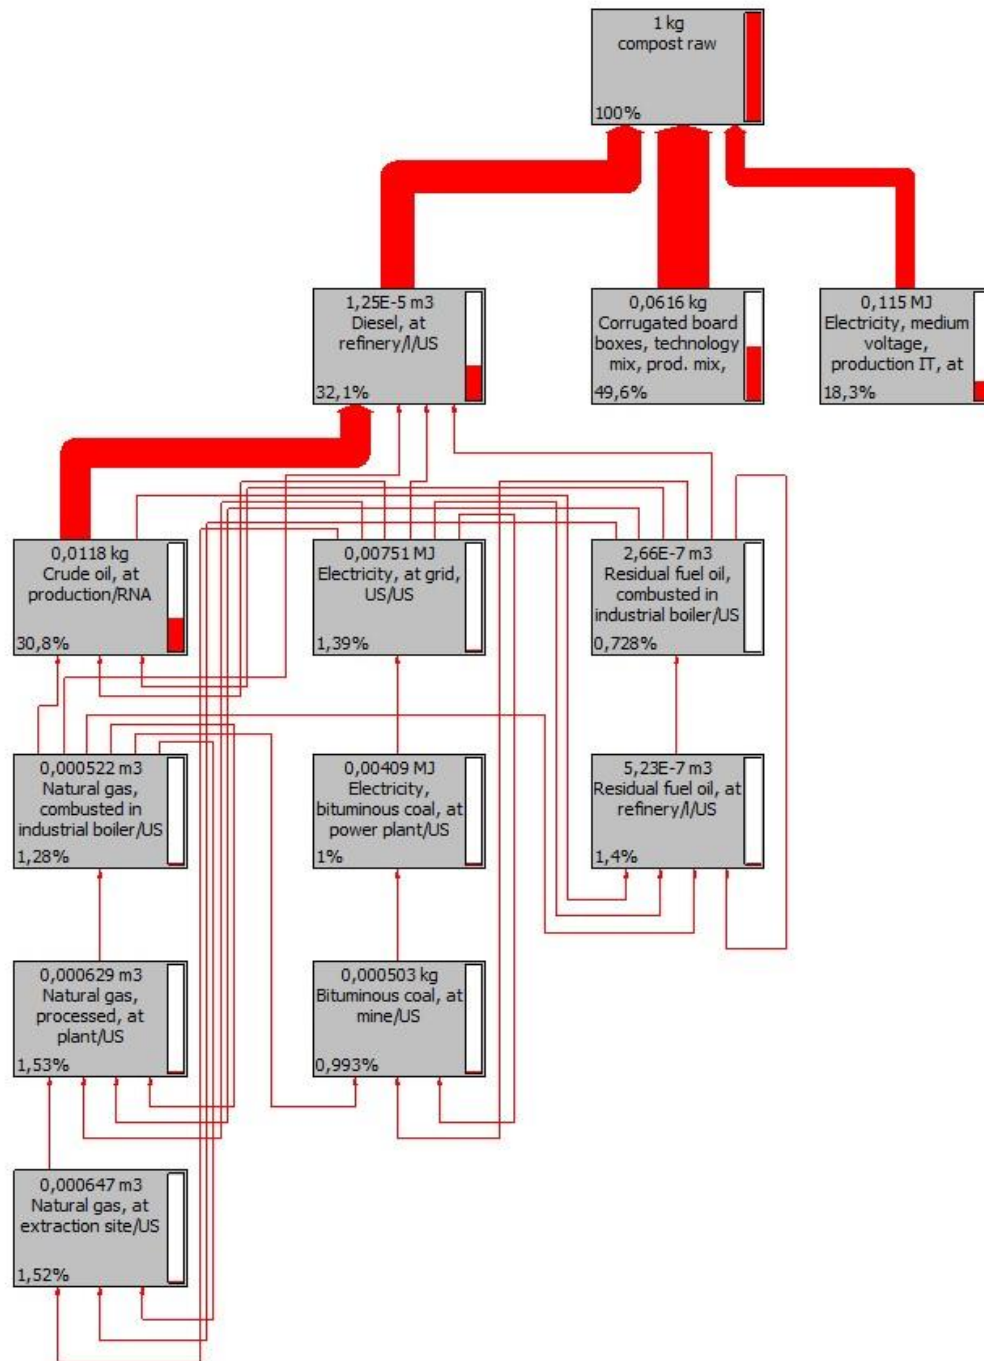 1 kg
compost raw
100%
1,25E-5 m3
Diesel, at
refinery/l/US
32,1%
0,0616 kg
Corrugated board
boxes, technology
mix, prod. mix,
49,6%
0,115 MJ
Electricity, medium
voltage,
production IT, at
18,3%
0,0118 kg
Crude oil, at
production/RNA
30,8%
0,00751 MJ
Electricity, at grid,
US/US
1,39%
2,66E-7 m3
Residual fuel oil,
combusted in
industrial boiler/US
0,728%
0,000522 m3
Natural gas,
combusted in
industrial boiler/US
1,28%
0,00409 MJ
Electricity,
bituminous coal, at
power plant/US
1%
5,23E-7 m3
Residual fuel oil, at
refinery/l/US
1,4%
0,000629 m3
Natural gas,
processed, at
plant/US
1,53%
0,000503 kg
Bituminous coal, at
mine/US
0,993%
0,000647 m3
Natural gas, at
extraction site/US
1,52%